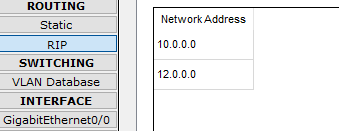 ROUTING
Static
RIP
SWITCHING
VLAN Database
INTERFACE
GigabitEthernet0/0
Network Address
10.0.0.0
12.0.0.0